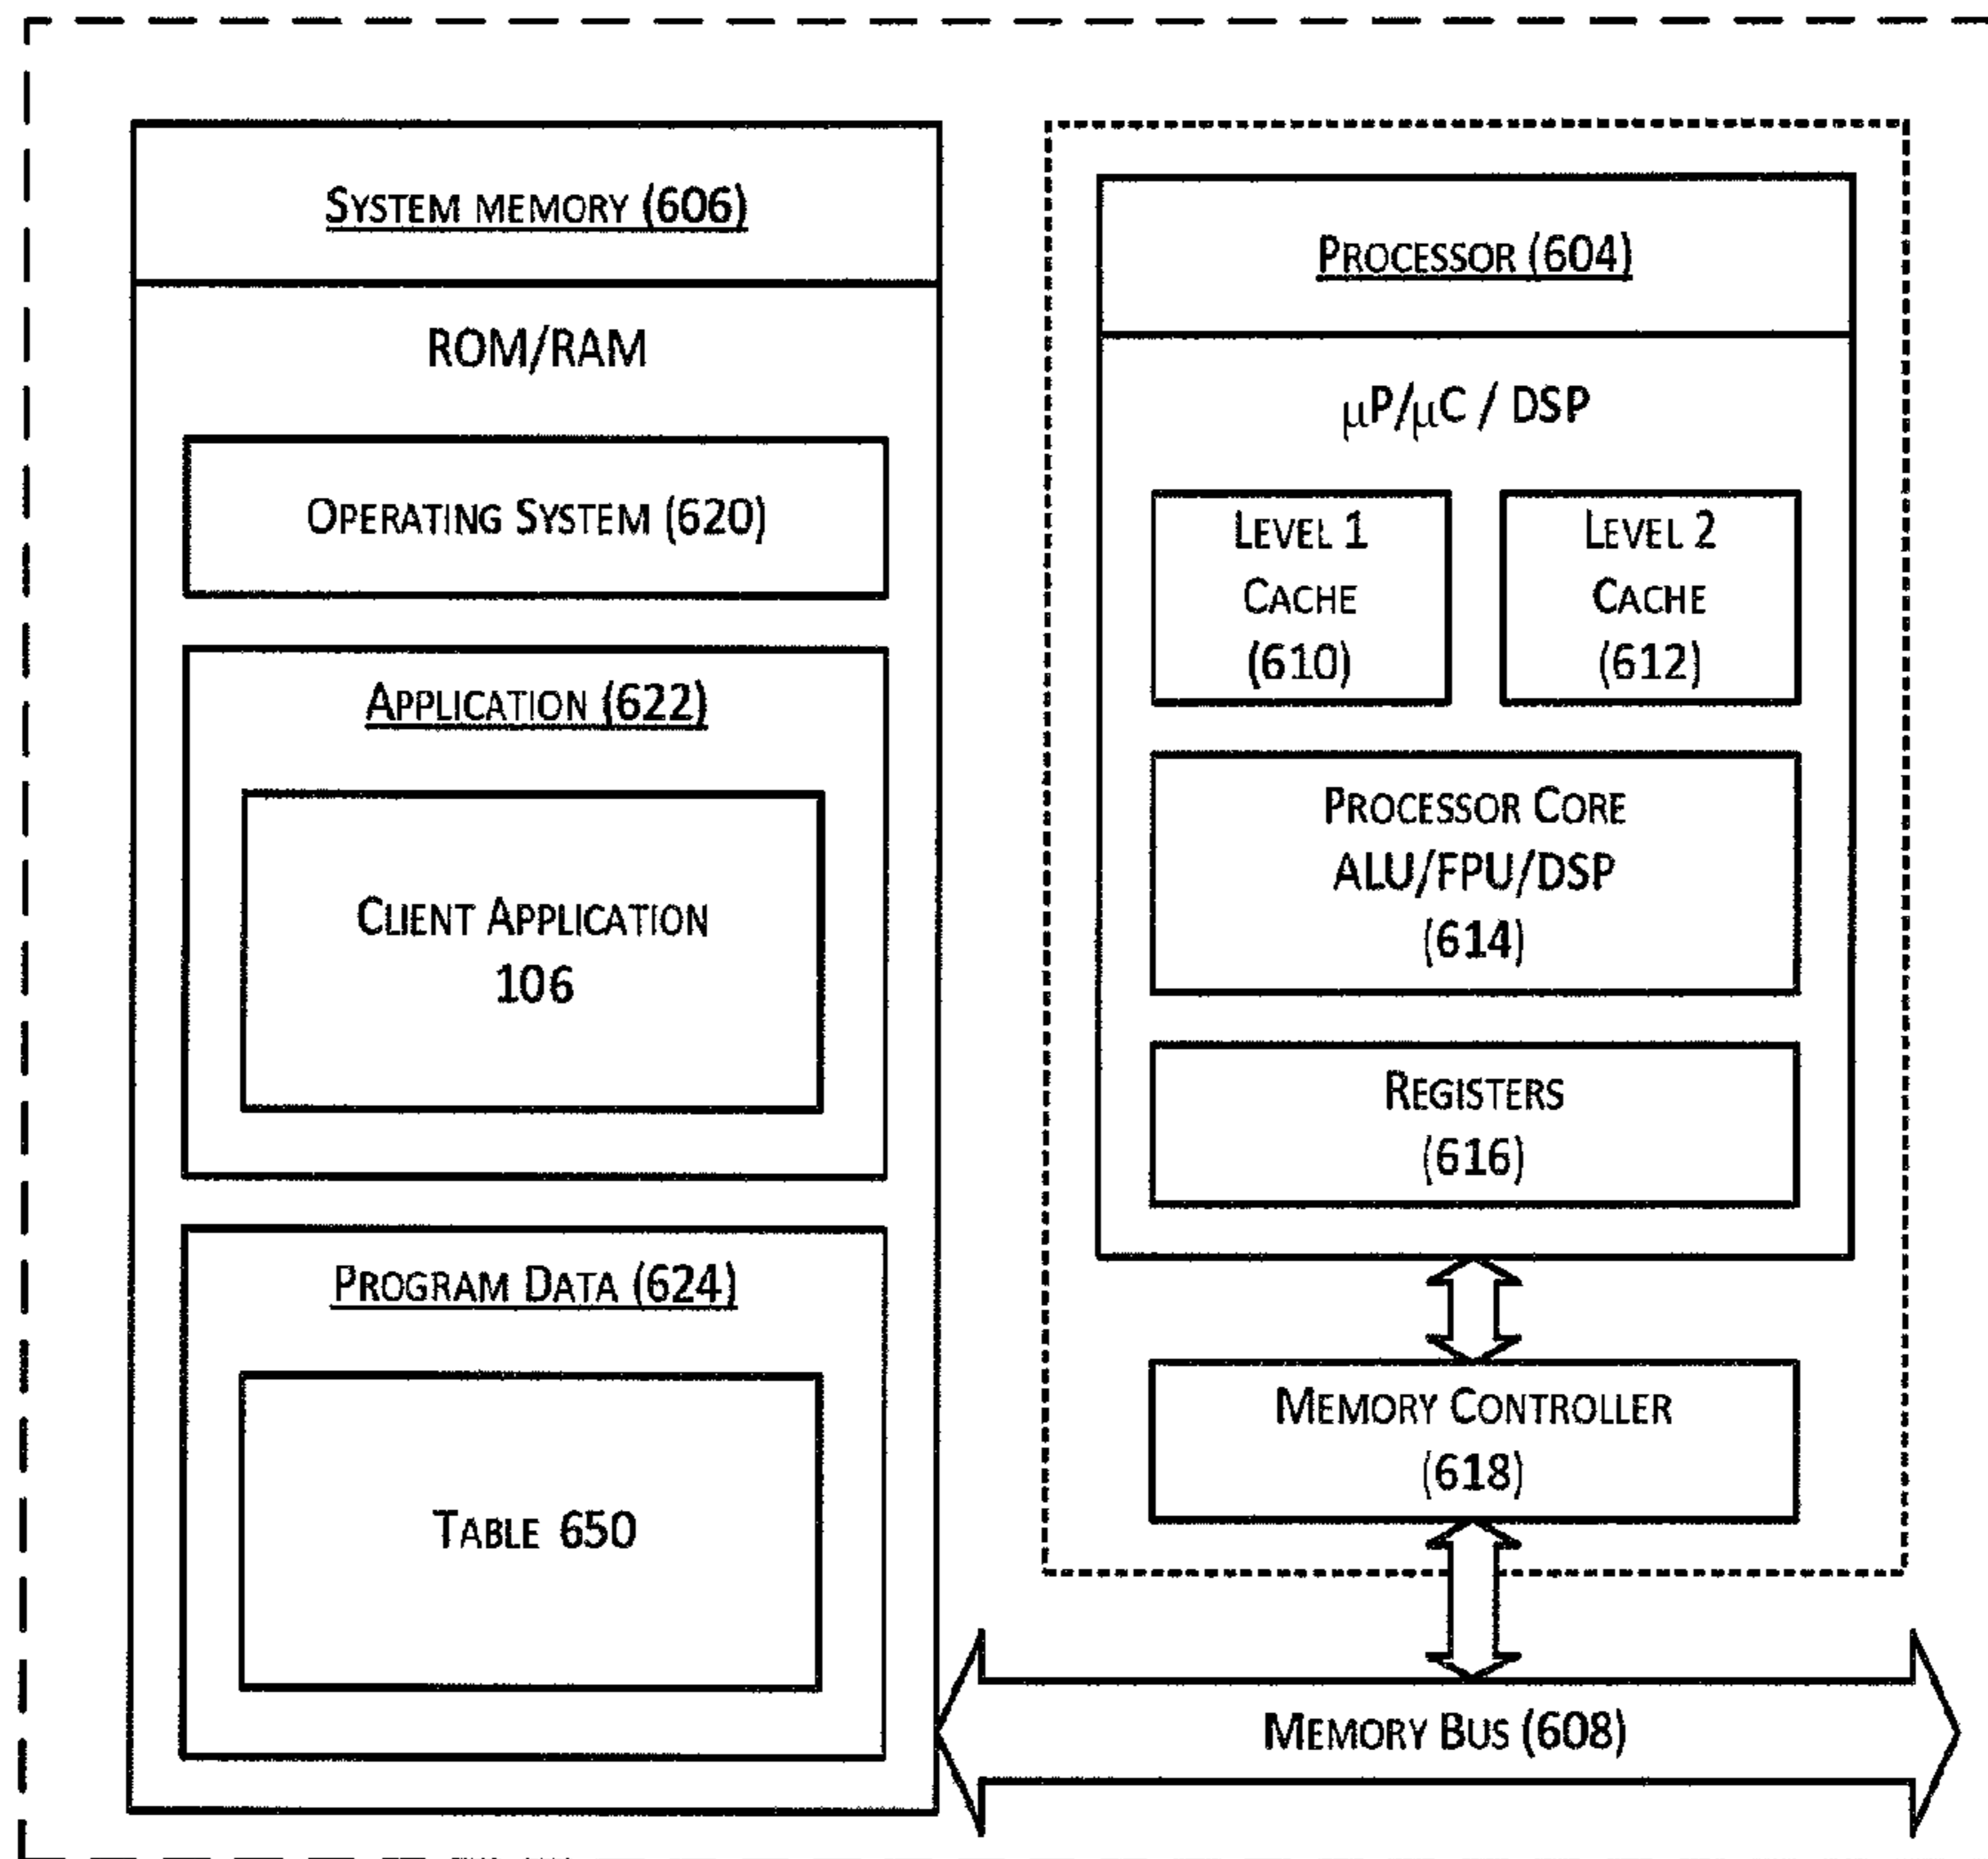 SYSTEM MEMORY (606)
ROM/RAM
OPERATING SYSTEM (620)
APPLICATION (622)
CLIENT APPLICATION
106
PROGRAM DATA (624)
TABLE 650
PROCESSOR (604)
µP/µC / DSP
LEVEL 1
CACHE
(610)
LEVEL 2
CACHE
(612)
PROCESSOR CORE
ALU/FPU/DSP
(614)
REGISTERS
(616)
MEMORY CONTROLLER
(618)
MEMORY BUS (608)